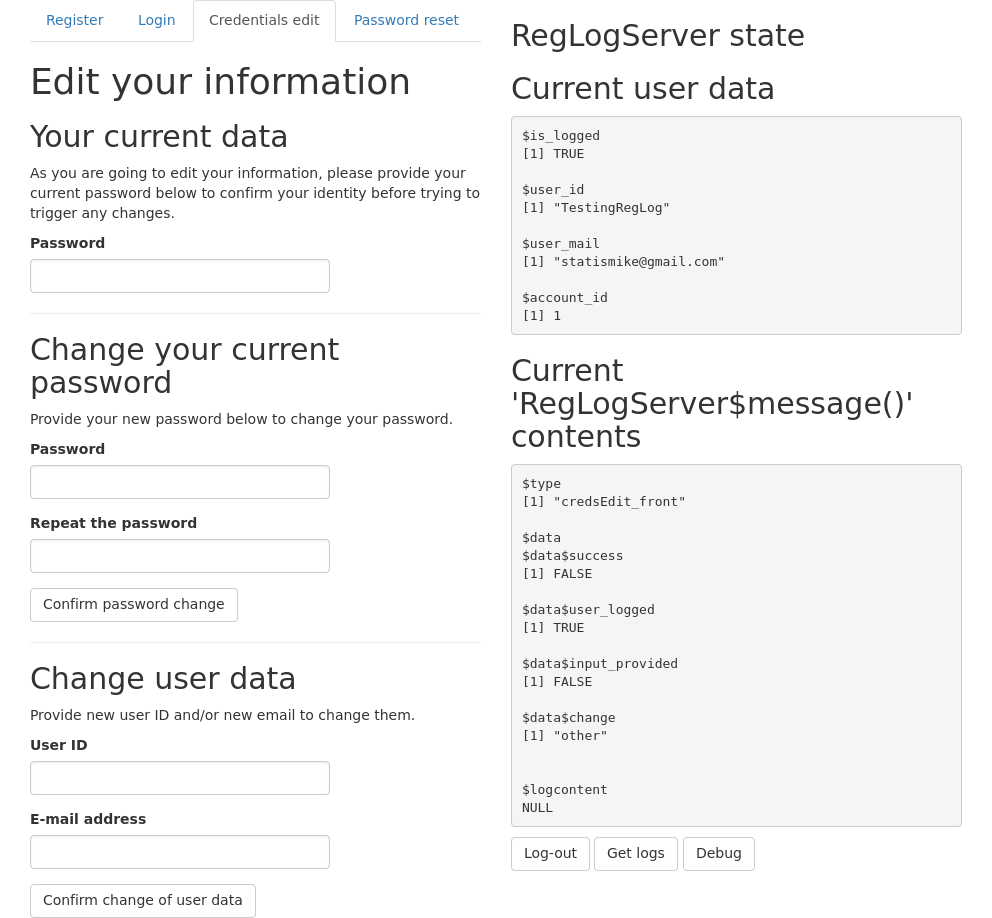 Register Login Credentials edit Password reset
Edit your information
Your current data
As you are going to edit your information, please provide your
current password below to confirm your identity before trying to
trigger any changes.
Password
Change your current
password
Provide your new password below to change your password.
Password
Repeat the password
Confirm password change
Change user data
Provide new user ID and/or new email to change them.
User ID
E-mail address
Confirm change of user data
RegLogServer state
Current user data
$is_logged
[1] TRUE
$user_id
[1] "TestingRegLog"
$user_mail
[1] "statismike@gmail.com"
$account_id
[1] 1
Current
'RegLogServer$message()'
contents
$type
[1] "credsEdit_front"
$data
$data$success
[1] FALSE
$data$user_logged
[1] TRUE
$data$input_provided
[1] FALSE
$data$change
[1] "other"
$logcontent
NULL
Log-out Get logs Debug